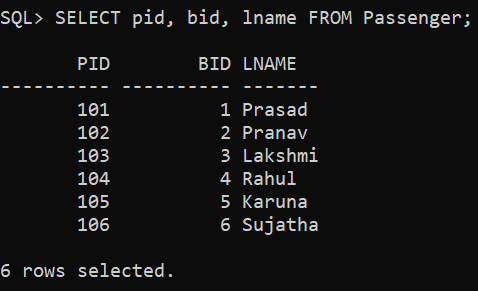 SQL> SELECT pid, bid, lname FROM Passenger;
       PID        BID LNAME
---------- ---------- -------
       101          1 Prasad
       102          2 Pranav
       103          3 Lakshmi
       104          4 Rahul
       105          5 Karuna
       106          6 Sujatha
6 rows selected.